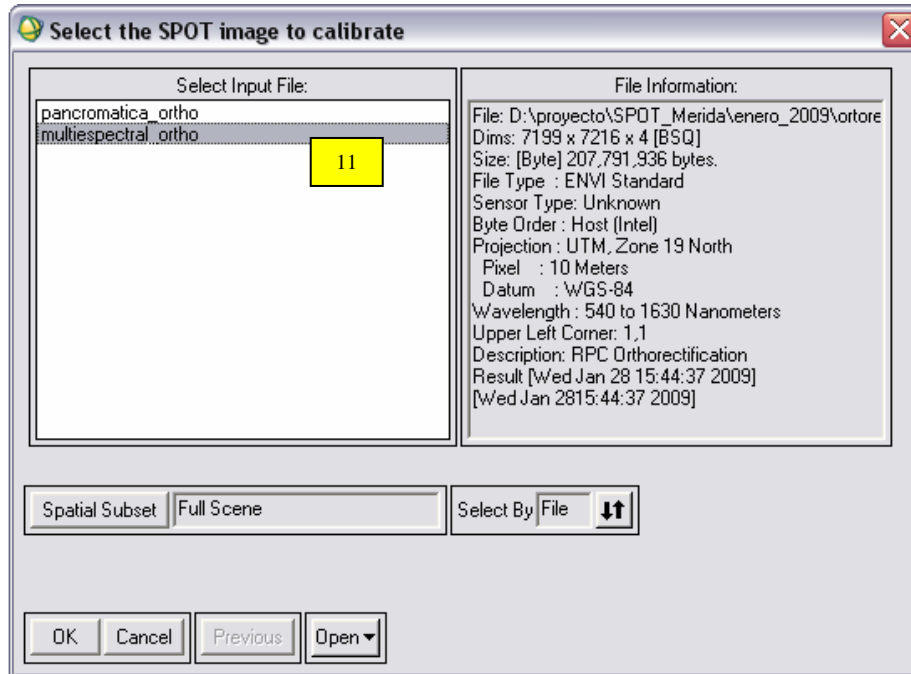 Select the SPOT image to calibrate
Select Input File:
pancromatica_ortho
multiespectral_ortho
11
File Information:
File: D:\proyecto\SPOT_Merida\enero_2009\ortore
Dims: 7199 x 7216 x 4 [BSQ]
Size: [Byte] 207,791,936 bytes.
File Type : ENVI Standard
Sensor Type: Unknown
Byte Order : Host (Intel)
Projection : UTM, Zone 19 North
Pixel : 10 Meters
Datum : WGS-84
Wavelength : 540 to 1630 Nanometers
Upper Left Corner: 1,1
Description: RPC Orthorectification
Result [Wed Jan 28 15:44:37 2009]
[Wed Jan 2815:44:37 2009]
Spatial Subset Full Scene
Select By File
OK Cancel Previous Open